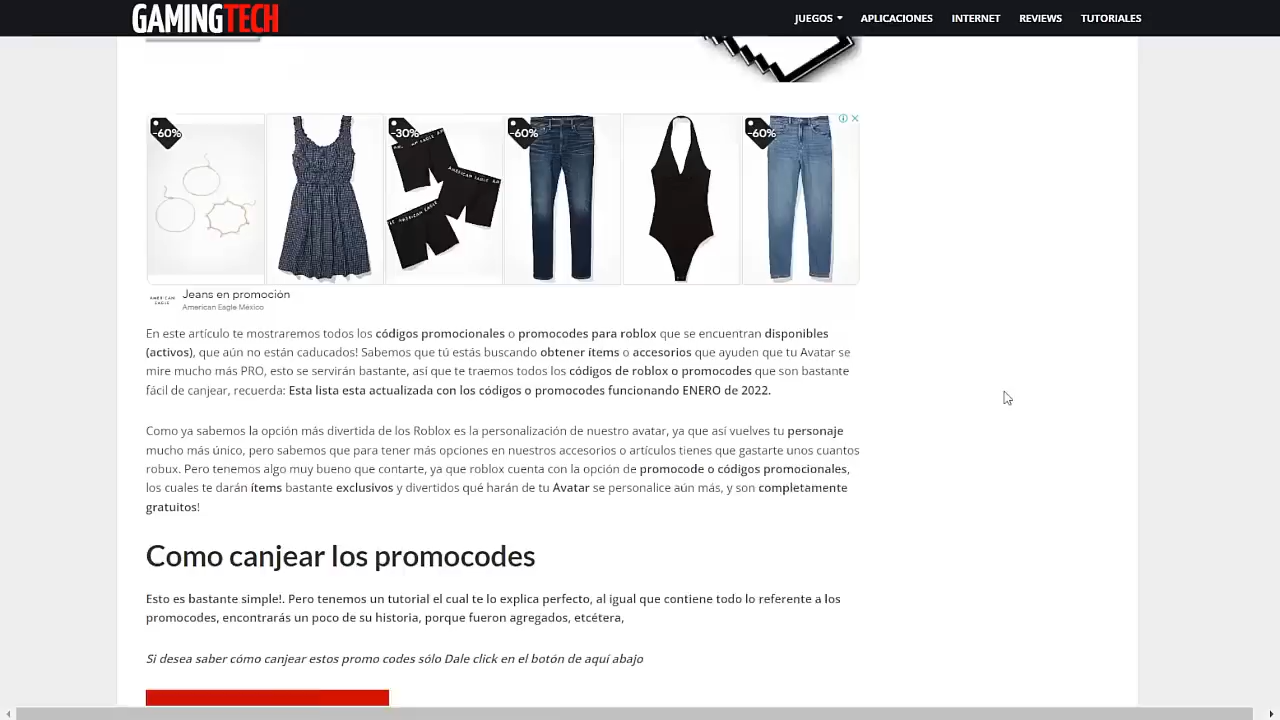 GAMINGTECH
JUEGOS APLICACIONES INTERNET REVIEWS TUTORIALES
-60% -30% -60% -60%
AMERICAN EAGLE
Jeans en promoción
American Eagle México
En este artículo te mostraremos todos los códigos promocionales o promocodes para roblox que se encuentran disponibles
(activos), que aún no están caducados! Sabemos que tú estás buscando obtener ítems o accesorios que ayuden que tu Avatar se
mire mucho más PRO, esto se servirán bastante, asi que te traemos todos los códigos de roblox o promocodes que son bastante
fácil de canjear, recuerda: Esta lista esta actualizada con los códigos o promocodes funcionando ENERO de 2022.
Como ya sabemos la opción más divertida de los Roblox es la personalización de nuestro avatar, ya que así vuelves tu personaje
mucho más único, pero sabemos que para tener más opciones en nuestros accesorios o artículos tienes que gastarte unos cuantos
robux. Pero tenemos algo muy bueno que contarte, ya que roblox cuenta con la opción de promocode o códigos promocionales,
los cuales te darán ítems bastante exclusivos y divertidos qué harán de tu Avatar se personalice aún más, y son completamente
gratuitos!
Como canjear los promocodes
Esto es bastante simple!. Pero tenemos un tutorial el cual te lo explica perfecto, al igual que contiene todo lo referente a los
promocodes, encontrarás un poco de su historia, porque fueron agregados, etcétera,
Si desea saber cómo canjear estos promo codes sólo Dale click en el botón de aquí abajo